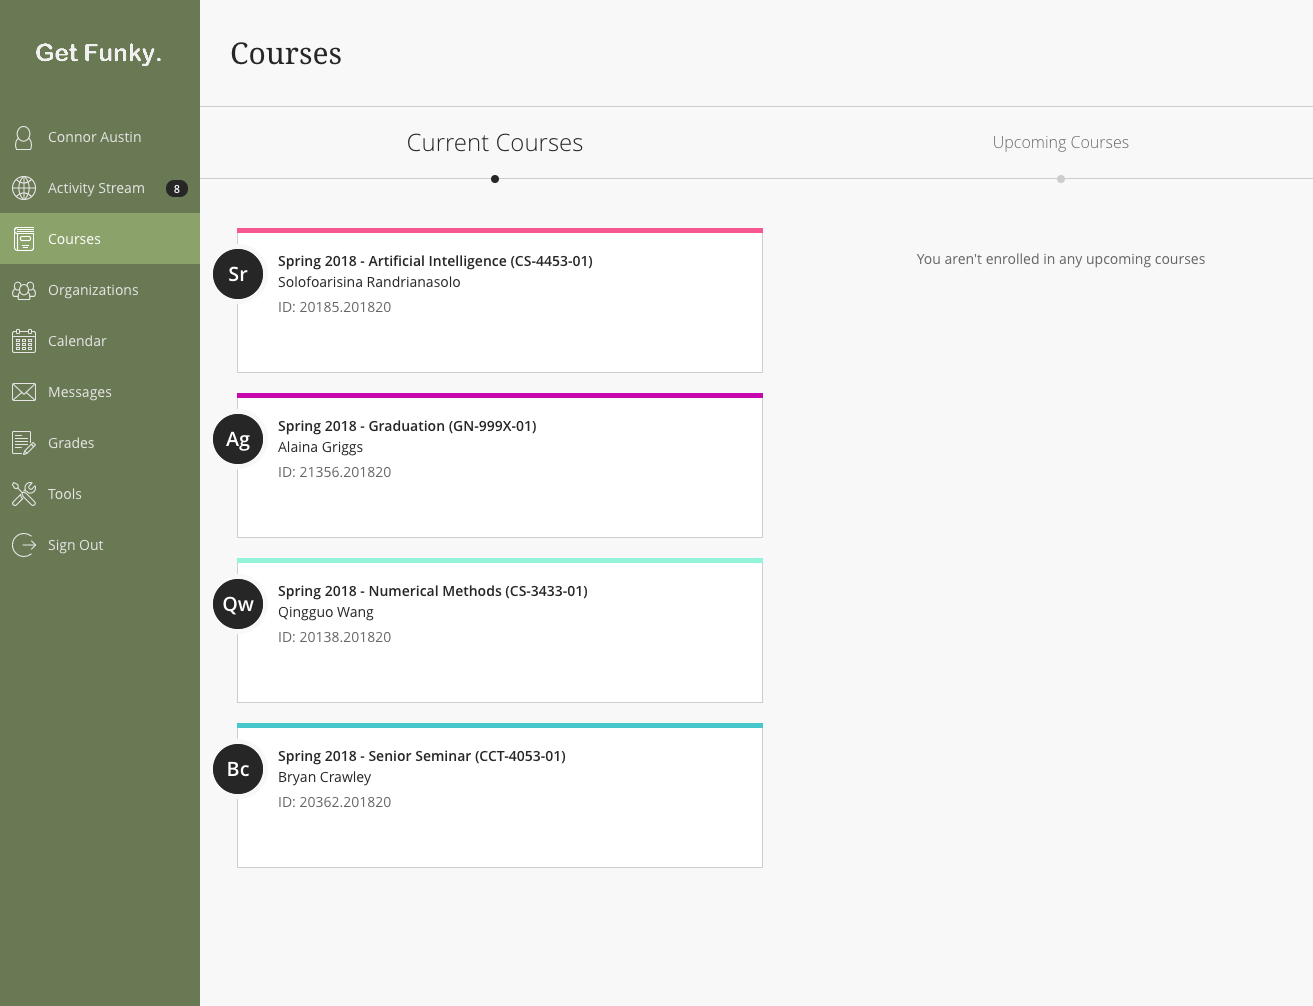 Get Funky.
Connor Austin
Activity Stream 8
Courses
Organizations
Calendar
Messages
Grades
Tools
Sign Out
Courses
Current Courses
Upcoming Courses
Sr
Spring 2018 - Artificial Intelligence (CS-4453-01)
Solofoarisina Randrianasolo
ID: 20185.201820
Ag
Spring 2018 - Graduation (GN-999X-01)
Alaina Griggs
ID: 21356.201820
Qw
Spring 2018 - Numerical Methods (CS-3433-01)
Qingguo Wang
ID: 20138.201820
Bc
Spring 2018 - Senior Seminar (CCT-4053-01)
Bryan Crawley
ID: 20362.201820
You aren't enrolled in any upcoming courses